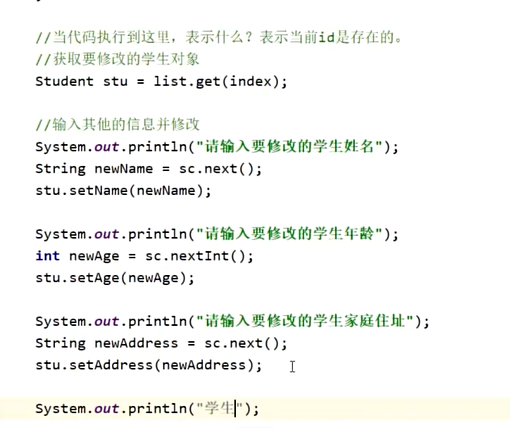 //当代码执行到这里，表示什么？表示当前id是存在的。
//获取要修改的学生对象
Student stu = list.get(index);
//输入其他的信息并修改
System.out.println("请输入要修改的学生姓名");
String newName = sc.next();
stu.setName(newName);
System.out.println("请输入要修改的学生年龄");
int newAge = sc.nextInt();
stu.setAge(newAge);
System.out.println("请输入要修改的学生家庭住址");
String newAddress = sc.next();
stu.setAddress(newAddress);
System.out.println("学生");